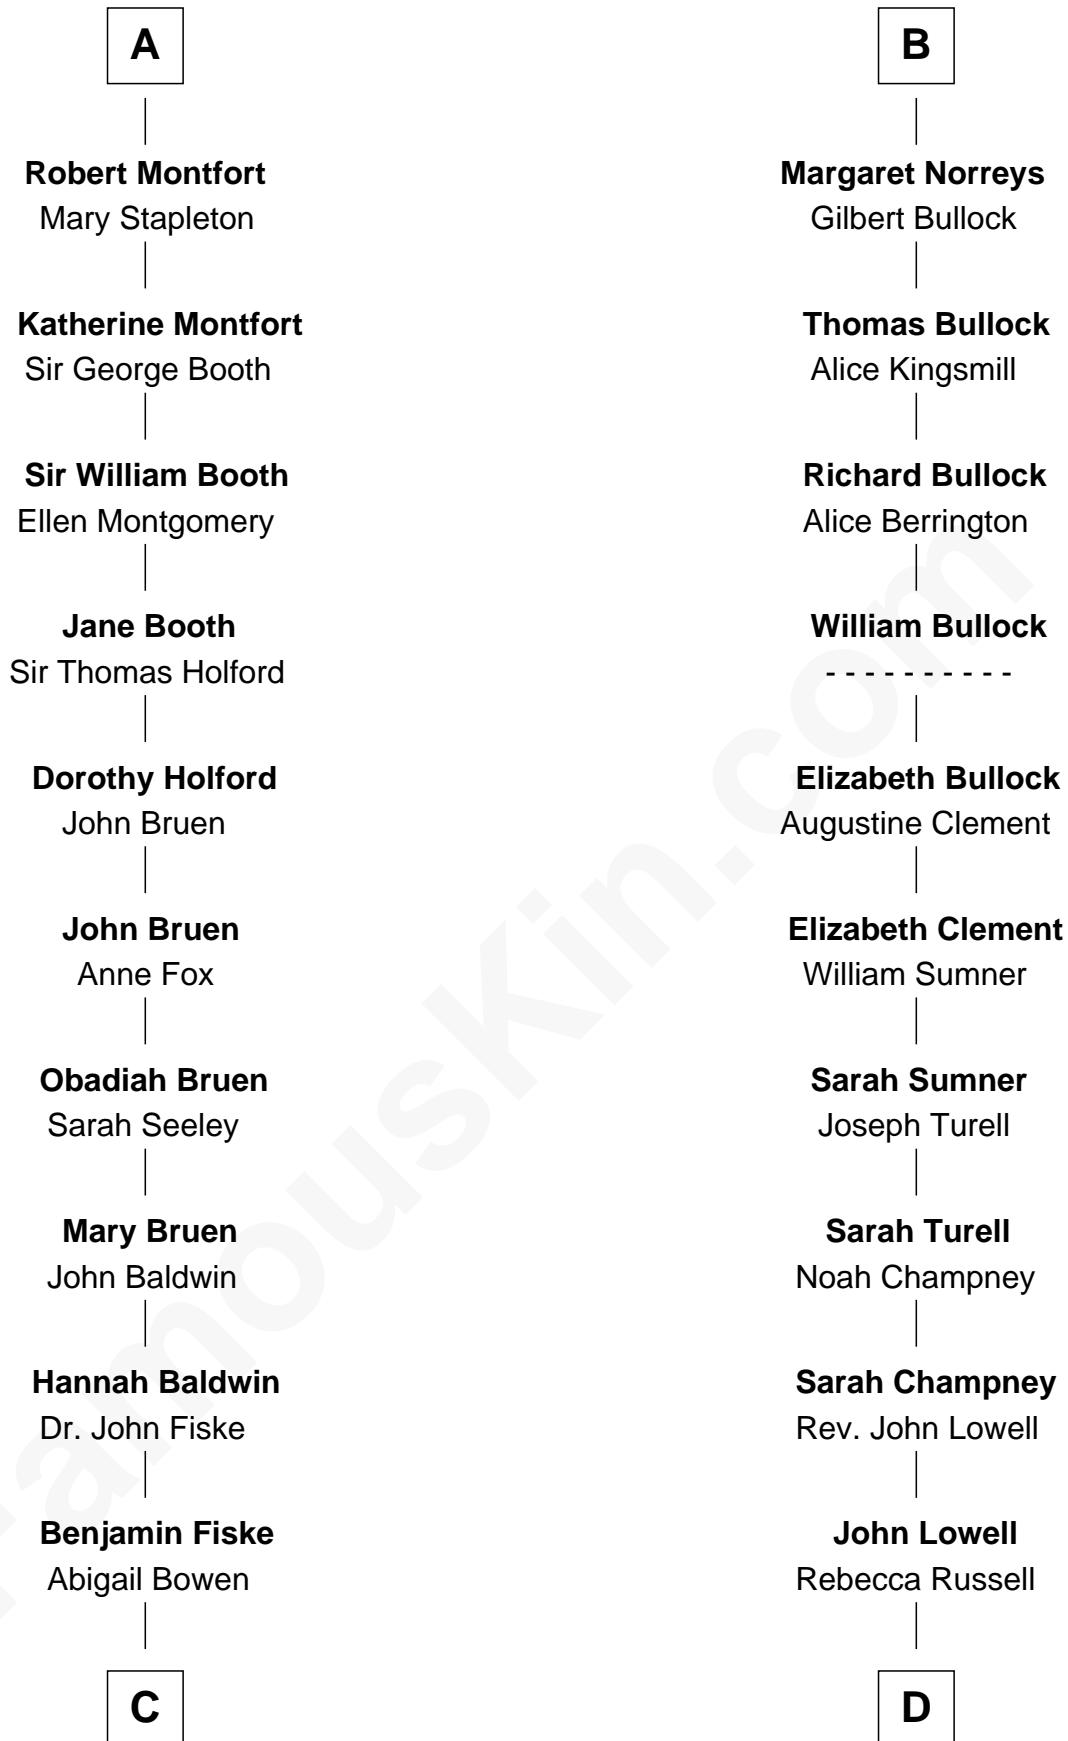 A
Robert Montfort
Mary Stapleton
Katherine Montfort
Sir George Booth
Sir William Booth
Ellen Montgomery
Jane Booth
Sir Thomas Holford
Dorothy Holford
John Bruen
John Bruen
Anne Fox
Obadiah Bruen
Sarah Seeley
Mary Bruen
John Baldwin
Hannah Baldwin
Dr. John Fiske
Benjamin Fiske
Abigail Bowen
C
B
Margaret Norreys
Gilbert Bullock
Thomas Bullock
Alice Kingsmill
Richard Bullock
Alice Berrington
William Bullock
- - - - - - - - - -
Elizabeth Bullock
Augustine Clement
Elizabeth Clement
William Sumner
Sarah Sumner
Joseph Turell
Sarah Turell
Noah Champney
Sarah Champney
Rev. John Lowell
John Lowell
Rebecca Russell
D
FamousKin.com